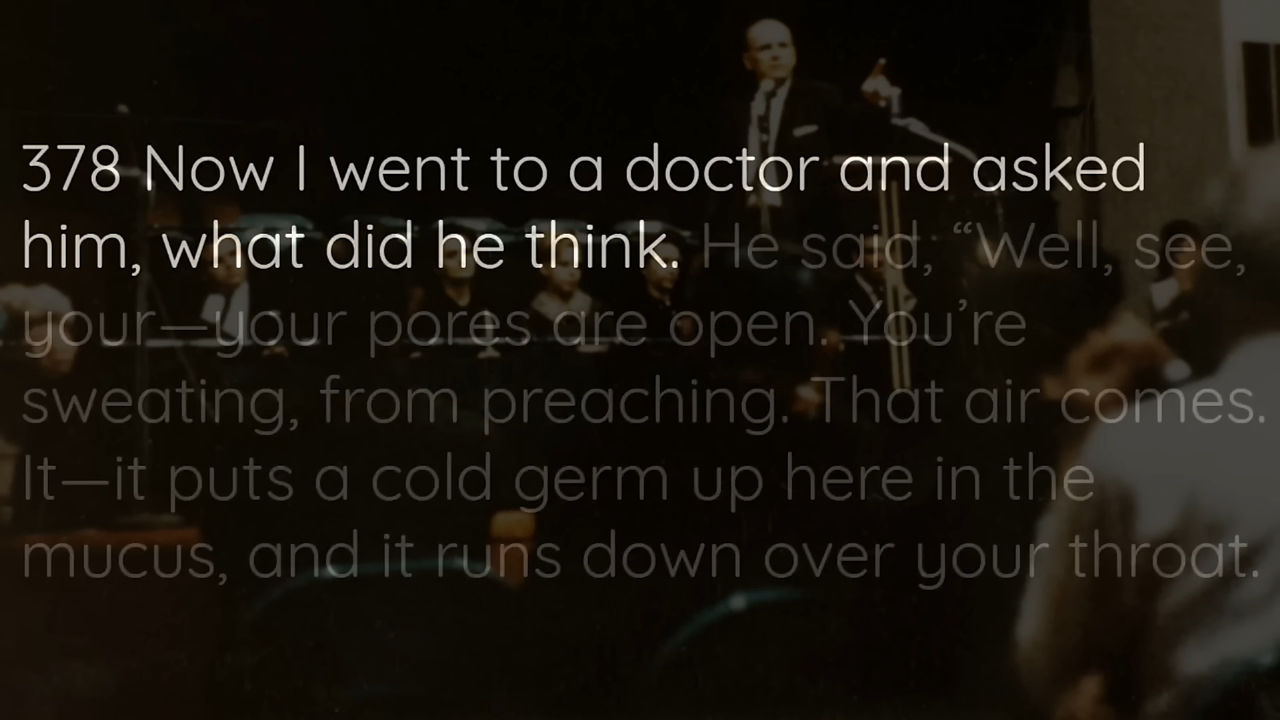 378 Now I went to a doctor and asked
him, what did he think. He said, “Well, see,
your—your pores are open. You’re
sweating, from preaching. That air comes.
It—it puts a cold germ up here in the
mucus, and it runs down over your throat.